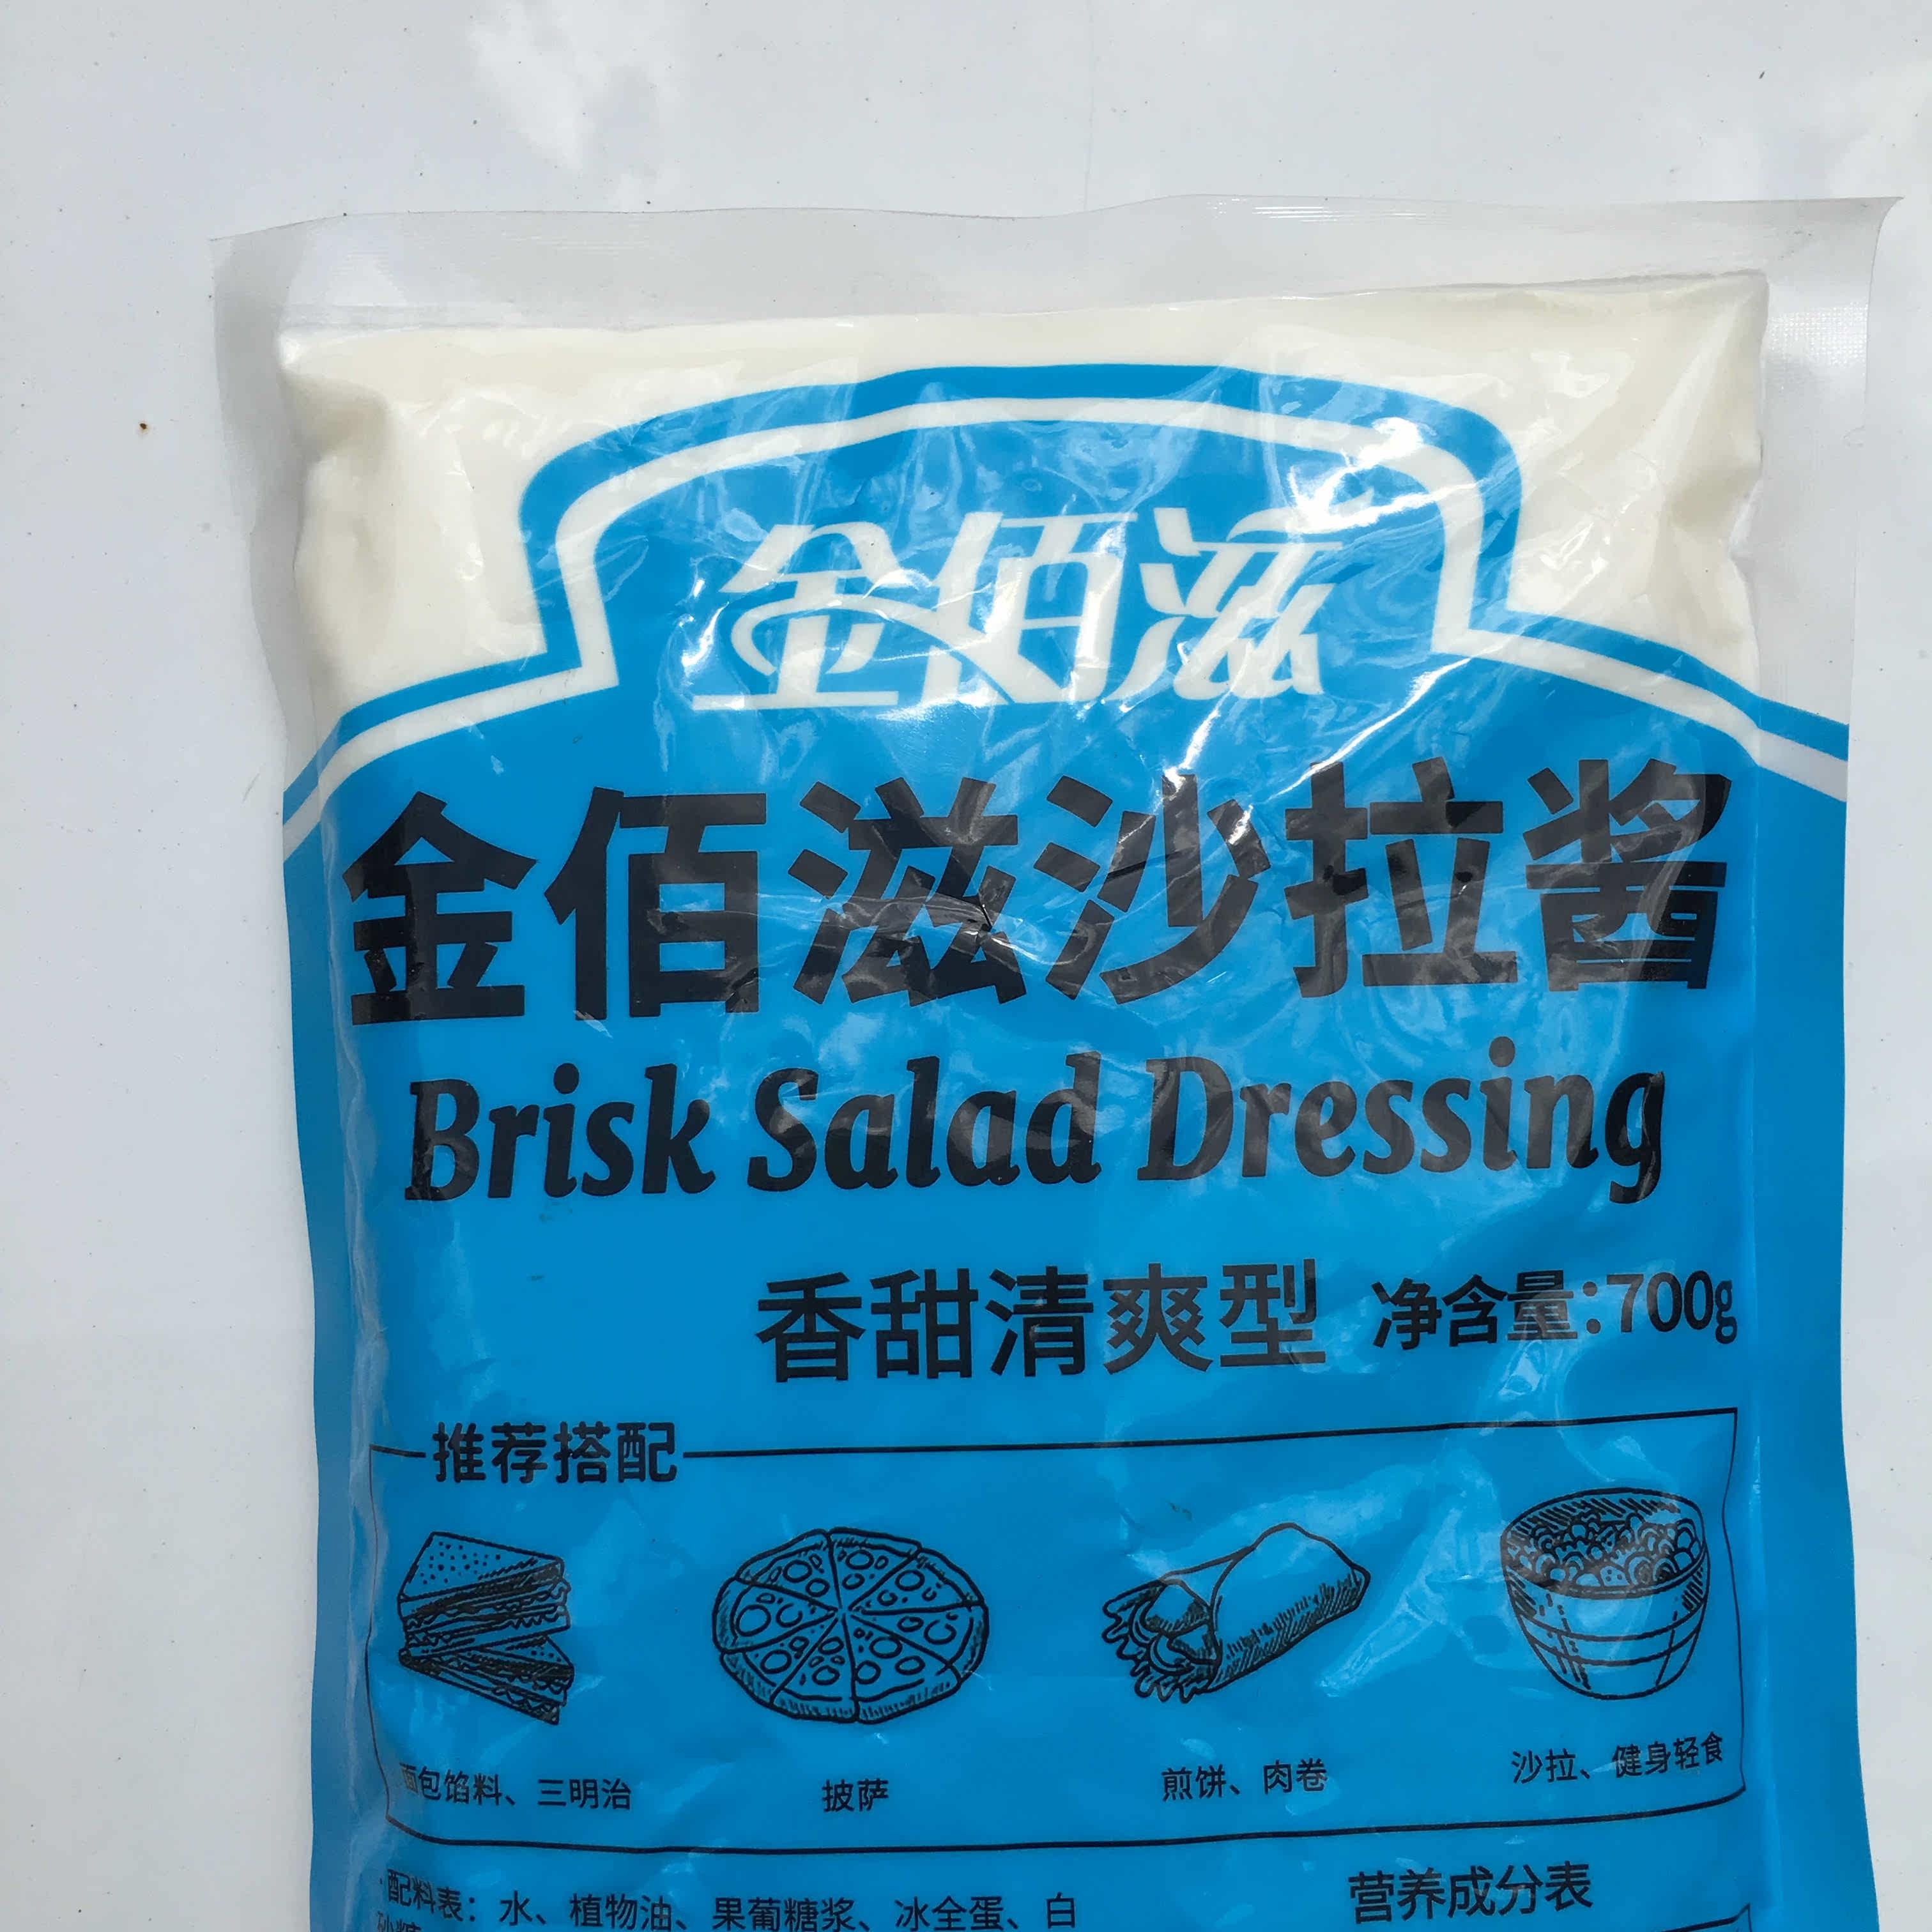 金佰滋
金佰滋沙拉酱
Brisk Salad Dressing
香甜清爽型 净含量:700g
推荐搭配
面包馅料、三明治
披萨
煎饼、肉卷
沙拉、健身轻食
配料表：水、植物油、果葡糖浆、冰全蛋、白
砂糖
营养成分表